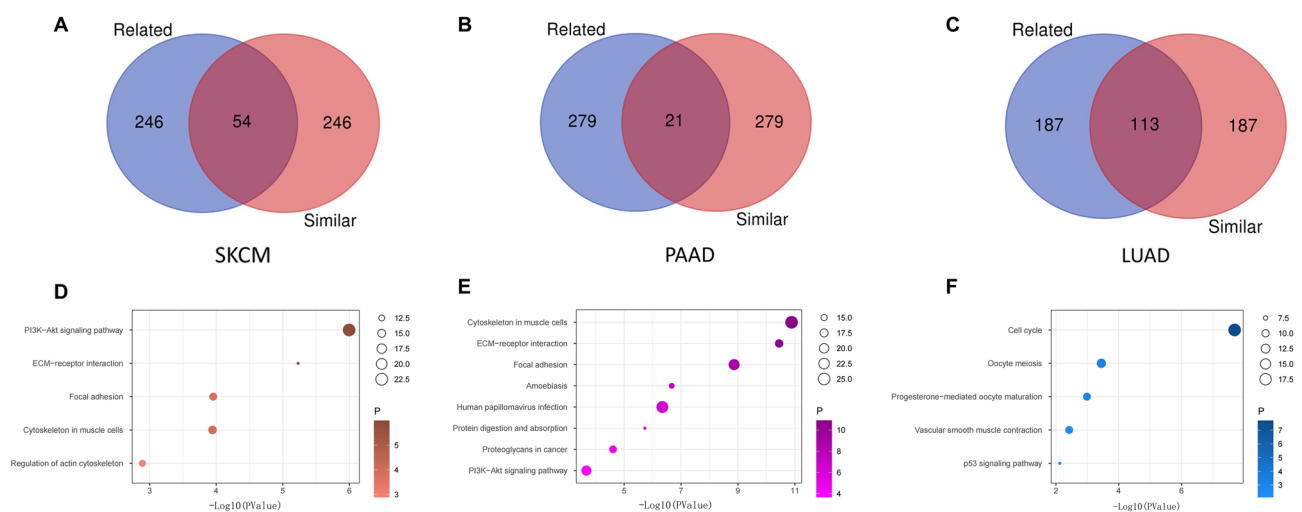 A
Related
246
54
246
Similar
SKCM
B
Related
279
21
279
Similar
PAAD
C
Related
187
113
187
Similar
LUAD
D
PI3K-Akt signaling pathway
ECM-receptor interaction
Focal adhesion
Cytoskeleton in muscle cells
Regulation of actin cytoskeleton
3 4 5 6
-Log10(PValue)
12.5
15.0
17.5
20.0
22.5
P
5
4
3
E
Cytoskeleton in muscle cells
ECM-receptor interaction
Focal adhesion
Amoebiasis
Human papillomavirus infection
Protein digestion and absorption
Proteoglycans in cancer
PI3K-Akt signaling pathway
5 7 9 11
-Log10(PValue)
15.0
17.5
20.0
22.5
25.0
P
10
8
6
4
F
Cell cycle
Oocyte meiosis
Progesterone-mediated oocyte maturation
Vascular smooth muscle contraction
p53 signaling pathway
2 4 6
-Log10(PValue)
7.5
10.0
12.5
15.0
17.5
P
7
6
5
4
3